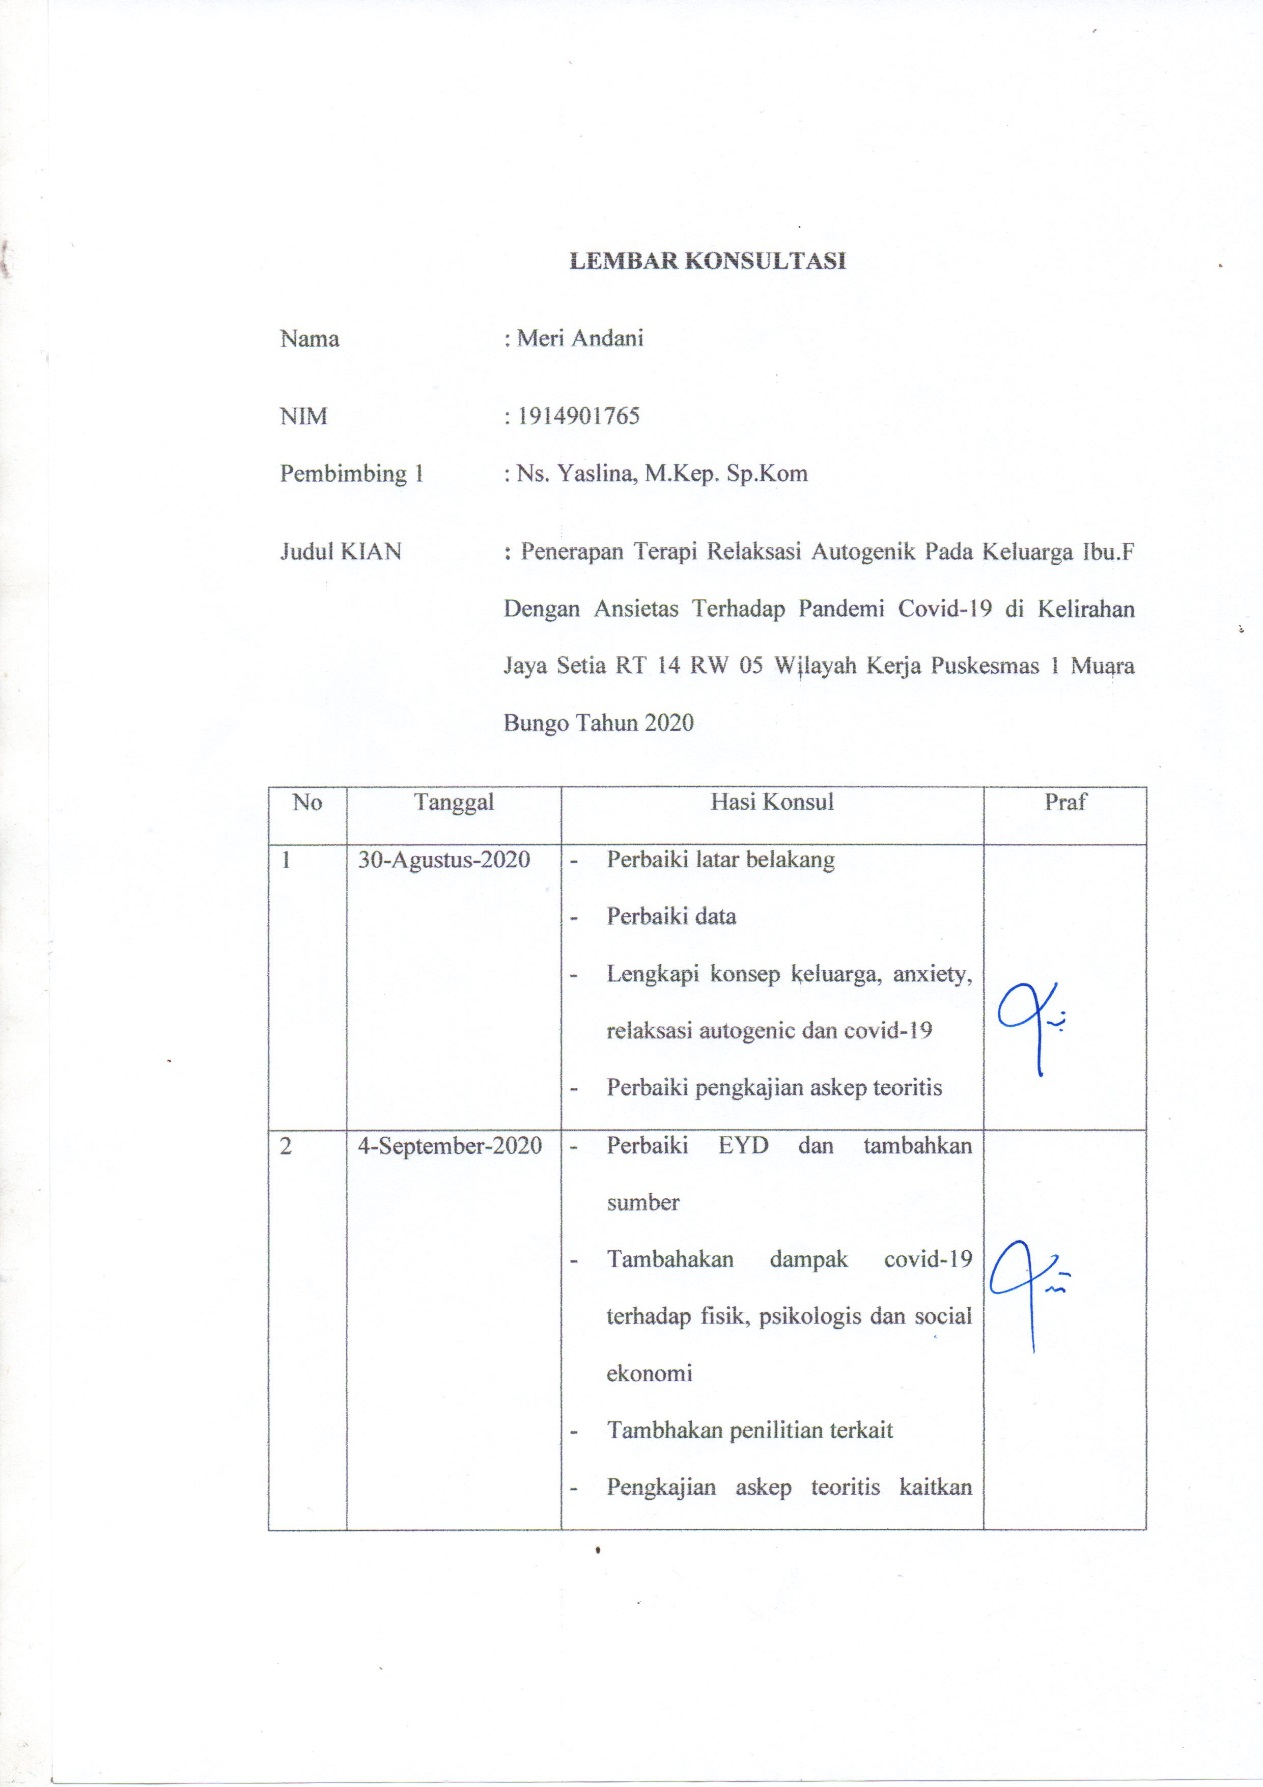 LEMBAR KONSULTASI
Nama : Meri Andani
NIM : 1914901765
Pembimbing 1 : Ns. Yaslina, M.Kep. Sp.Kom
Judul KIAN : Penerapan Terapi Relaksasi Autogenik Pada Keluarga Ibu.F
Dengan Ansietas Terhadap Pandemi Covid-19 di Kelirahan
Jaya Setia RT 14 RW 05 Wilayah Kerja Puskesmas 1 Muara
Bungo Tahun 2020
No Tanggal Hasi Konsul Praf
1 30-Agustus-2020 - Perbaiki latar belakang
- Perbaiki data
- Lengkapi konsep keluarga, anxiety,
relaksasi autogenic dan covid-19
- Perbaiki pengkajian askep teoritis
2 4-September-2020 - Perbaiki EYD dan tambahkan
sumber
- Tambahakan dampak covid-19
terhadap fisik, psikologis dan social
ekonomi
- Tambhakan penilitian terkait
- Pengkajian askep teoritis kaitkan